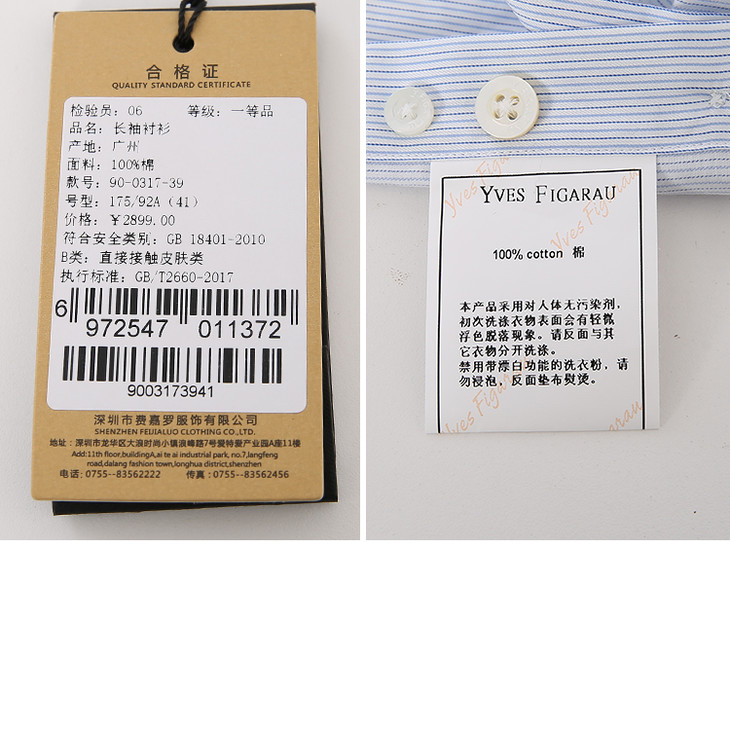 合格证
QUALITY STANDARD CERTIFICATE
检验员：06 等级：一等品
品名：长袖衬衫
产地：广州
面料：100%棉
款号：90-0317-39
号型：175/92A（41）
价格：￥2899.00
符合安全类别：GB 18401-2010
B类：直接接触皮肤类
执行标准：GB/T2660-2017
6 972547 011372
9003173941
深圳市费嘉罗服饰有限公司
SHENZHEN FEIJIALUO CLOTHING CO.,LTD.
地址：深圳市龙华区大浪时尚小镇浪峰路7号爱特爱产业园A座11楼
Add:11th floor,buildingA,ai te ai industrial park, no.7,langfeng
road,dalang fashion town,longhua district,shenzhen
电话：0755--83562222 传真：0755--83562456
YVES FIGARAU
100% cotton 棉
本产品采用对人体无污染剂，
初次洗涤衣物表面会有轻微
浮色脱落现象。请反面与其
它衣物分开洗涤。
禁用带漂白功能的洗衣粉，请
勿浸泡，反面垫布熨烫。
Yves Figarau
Yves Figarau
Yves Figarau